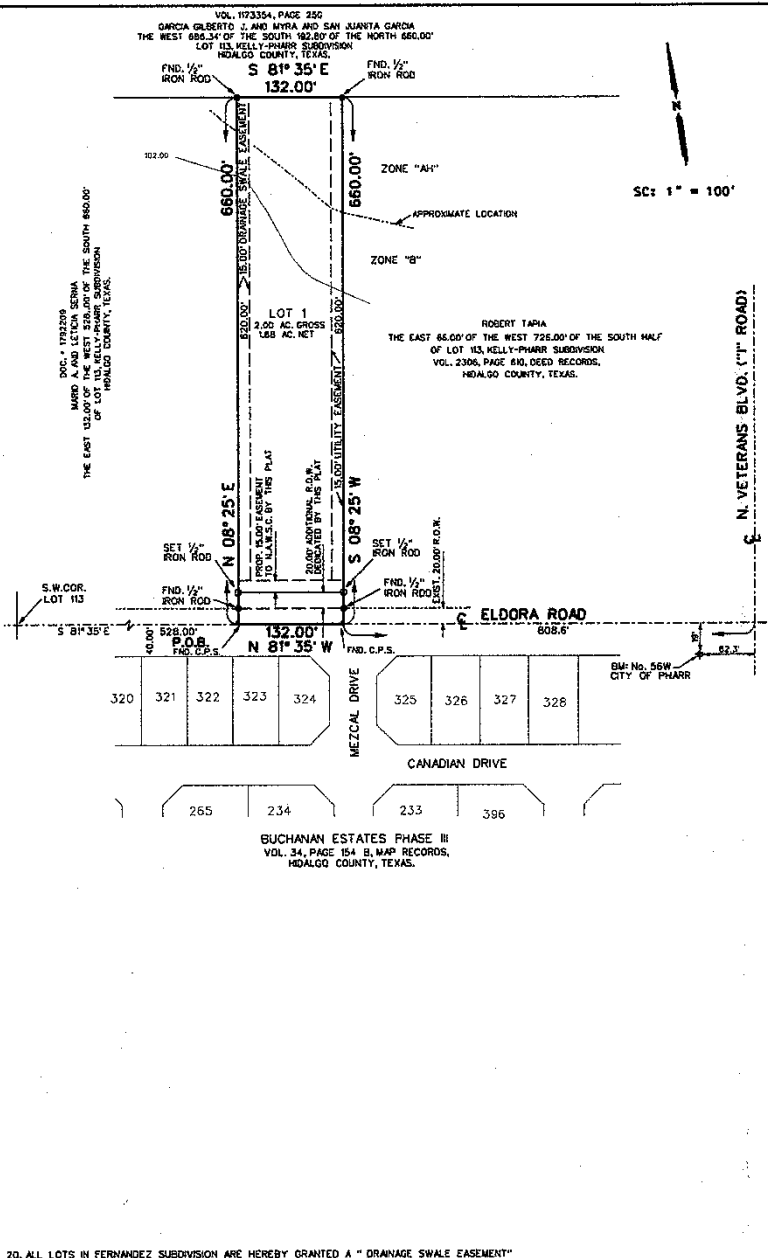 VOL. 1173354, PAGE 250
GARCIA GILBERTO J. AND MYRA AND SAN JUANITA GARCIA
THE WEST 686.34' OF THE SOUTH 192.80' OF THE NORTH 660.00'
LOT 113, KELLY-PHARR SUBDIVISION
HIDALGO COUNTY, TEXAS.
FND. 1/2"
IRON ROD
S 81° 35' E
132.00'
FND. 1/2"
IRON ROD
N
SC: 1" = 100'
102.00
660.00'
15.00' DRAINAGE SWALE EASEMENT
660.00'
ZONE "AH"
APPROXIMATE LOCATION
ZONE "B"
DOC. # 1792209
MARIO A. AND LETICIA SERNA
THE EAST 132.00' OF THE WEST 528.00' OF THE SOUTH 660.00'
OF LOT 113, KELLY-PHARR SUBDIVISION
HIDALGO COUNTY, TEXAS.
LOT 1
2.00 AC. GROSS
1.88 AC. NET
620.00'
620.00'
15.00' UTILITY EASEMENT
ROBERT TAPIA
THE EAST 66.00' OF THE WEST 726.00' OF THE SOUTH HALF
OF LOT 113, KELLY-PHARR SUBDIVISION
VOL. 2306, PAGE 810, DEED RECORDS,
HIDALGO COUNTY, TEXAS.
N. VETERANS BLVD. ("I" ROAD)
N 08° 25' E
PROP. 15.00' EASEMENT
TO N.A.W.S.C. BY THIS PLAT
20.00' ADDITIONAL R.O.W.
DEDICATED BY THIS PLAT
S 08° 25' W
SET 1/2"
IRON ROD
SET 1/2"
IRON ROD
FND. 1/2"
IRON ROD
FND. 1/2"
IRON ROD
EXIST. 20.00' R.O.W.
S.W.COR.
LOT 113
ELDORA ROAD
S 81°35'E
40.00'
528.00'
P.O.B.
FND. C.P.S.
132.00'
N 81° 35' W
FND. C.P.S.
808.6'
19'
62.3'
BM: No. 56W
CITY OF PHARR
320 321 322 323 324
MEZCAL DRIVE
325 326 327 328
CANADIAN DRIVE
265 234 233 396
BUCHANAN ESTATES PHASE III
VOL. 34, PAGE 154 B, MAP RECORDS,
HIDALGO COUNTY, TEXAS.
20. ALL LOTS IN FERNANDEZ SUBDIVISION ARE HEREBY GRANTED A " DRAINAGE SWALE EASEMENT"